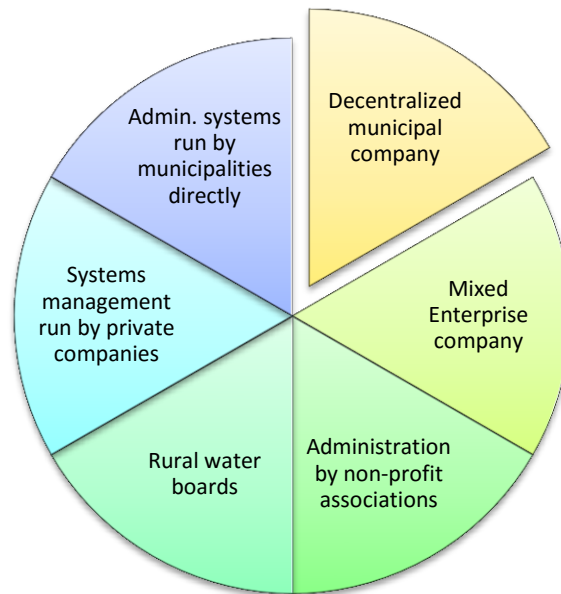 Decentralized
municipal
company
Mixed
Enterprise
company
Administration
by non-profit
associations
Rural water
boards
Systems
management
run by private
companies
Admin. systems
run by
municipalities
directly